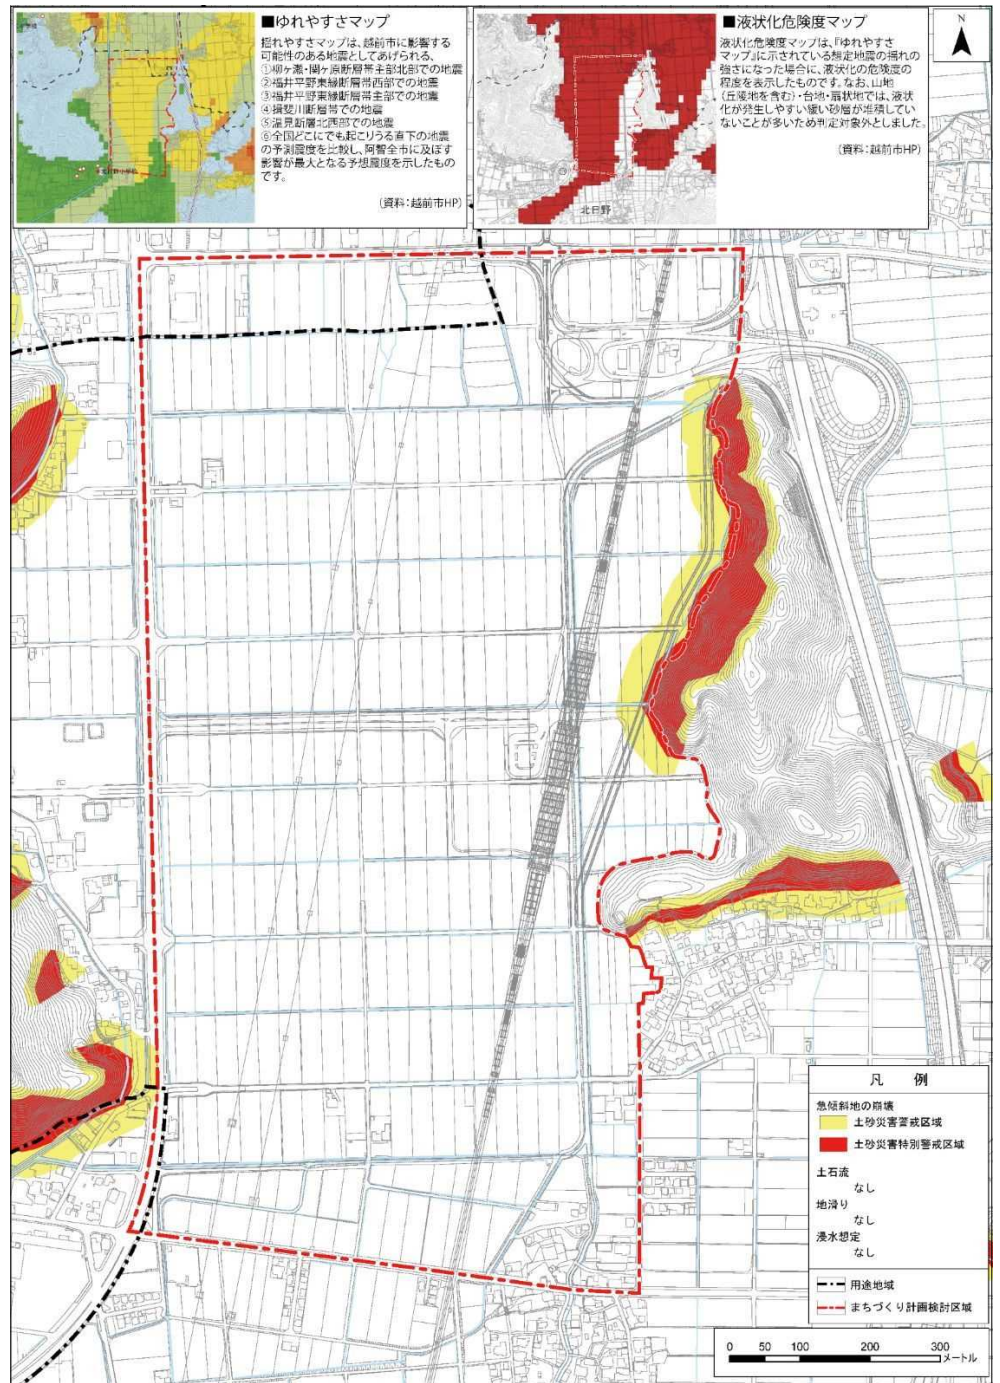 ■ゆれやすさマップ
揺れやすさマップは、越前市に影響する
可能性のある地震としてあげられる、
①柳ヶ瀬・関ヶ原断層帯主部北部での地震
②福井平野東縁断層帯西部での地震
③福井平野東縁断層帯主部での地震
④揖斐川断層帯での地震
⑤温見断層北西部での地震
⑥全国どこにでも起こりうる直下の地震
の予測震度を比較し、阿智全市に及ぼす
影響が最大となる予想震度を示したもの
です。
(資料:越前市HP)
■液状化危険度マップ
液状化危険度マップは、『ゆれやすさ
マップ』に示されている想定地震の揺れの
強さになった場合に、液状化の危険度の
程度を表示したものです。なお、山地
(丘陵地を含む)・台地・扇状地では、液状
化が発生しやすい緩い砂層が堆積してい
ないことが多いため判定対象外としました。
(資料:越前市HP)
北日野
N
凡 例
急傾斜地の崩壊
土砂災害警戒区域
土砂災害特別警戒区域
土石流
なし
地滑り
なし
浸水想定
なし
用途地域
まちづくり計画検討区域
0 50 100 200 300
メートル